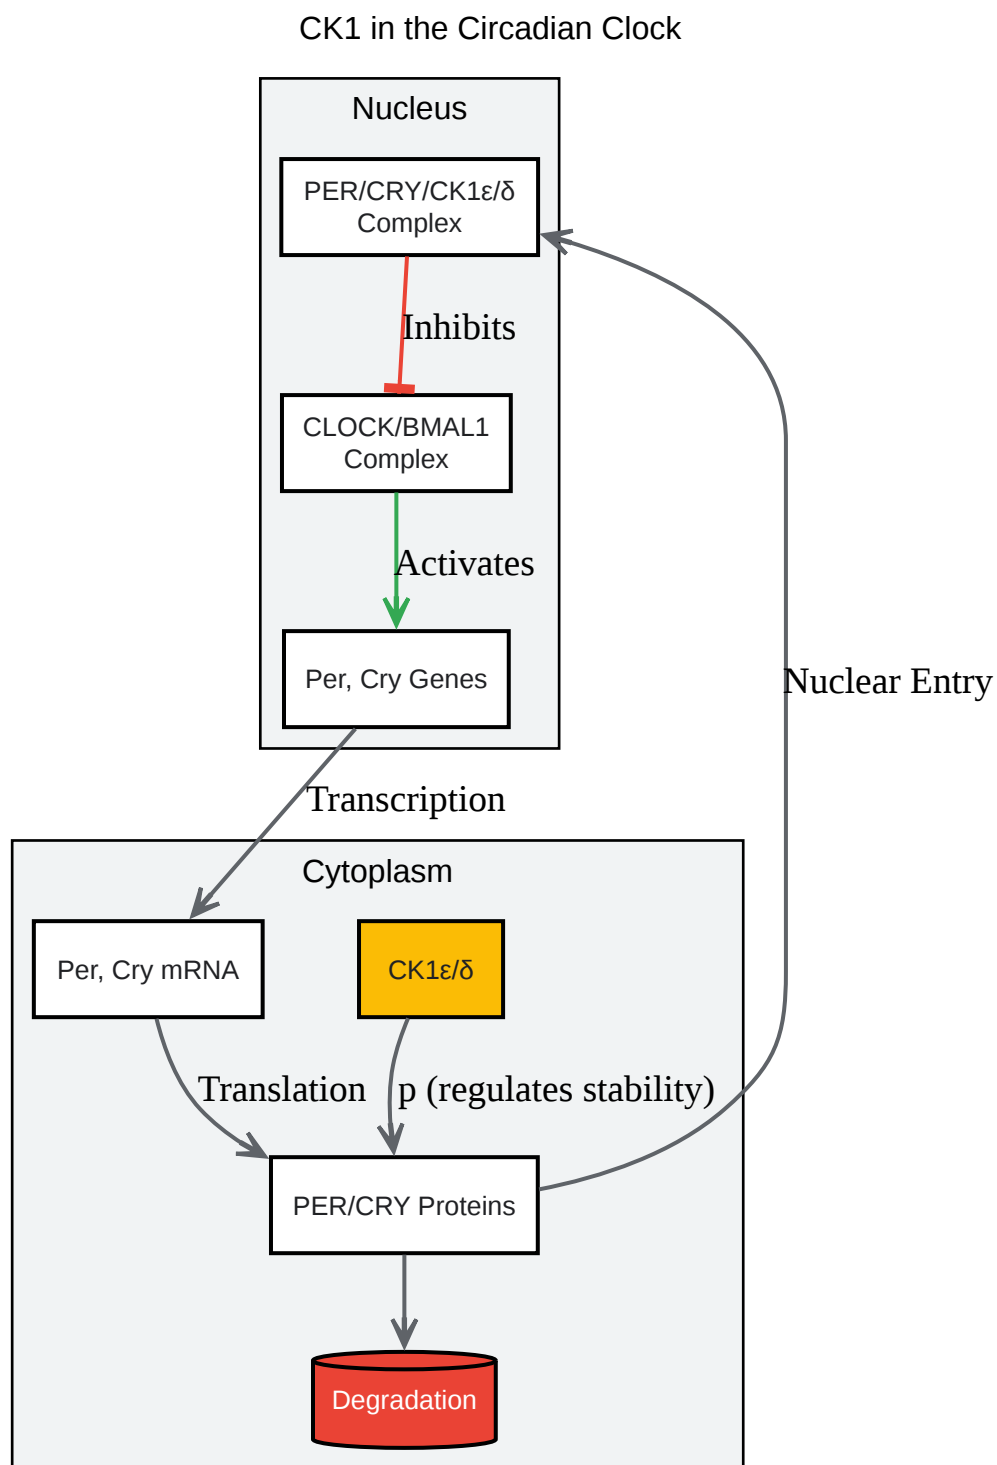 CK1 in the Circadian Clock
Nucleus
PER/CRY/CK1ε/δ
Complex
Inhibits
CLOCK/BMAL1
Complex
Activates
Per, Cry Genes
Nuclear Entry
Transcription
Cytoplasm
Per, Cry mRNA
CK1ε/δ
Translation
p (regulates stability)
PER/CRY Proteins
Degradation